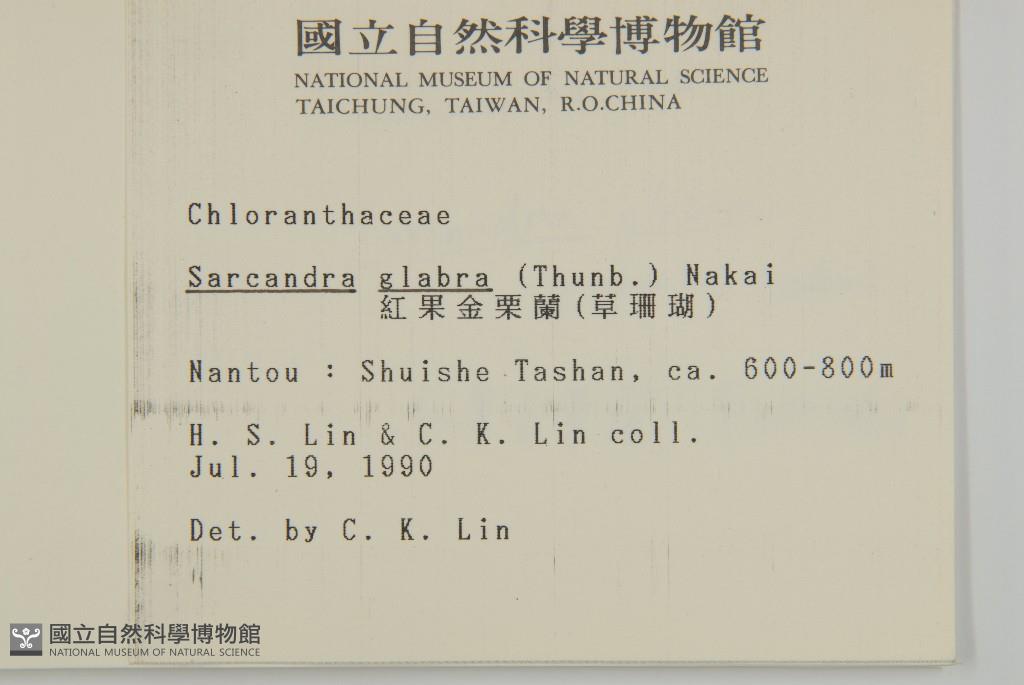 國立自然科學博物館
NATIONAL MUSEUM OF NATURAL SCIENCE
TAICHUNG, TAIWAN, R.O.CHINA
Chloranthaceae
Sarcandra glabra (Thunb.) Nakai
紅果金栗蘭(草珊瑚)
Nantou : Shuishe Tashan, ca. 600-800m
H. S. Lin & C. K. Lin coll.
Jul. 19, 1990
Det. by C. K. Lin
國立自然科學博物館
NATIONAL MUSEUM OF NATURAL SCIENCE